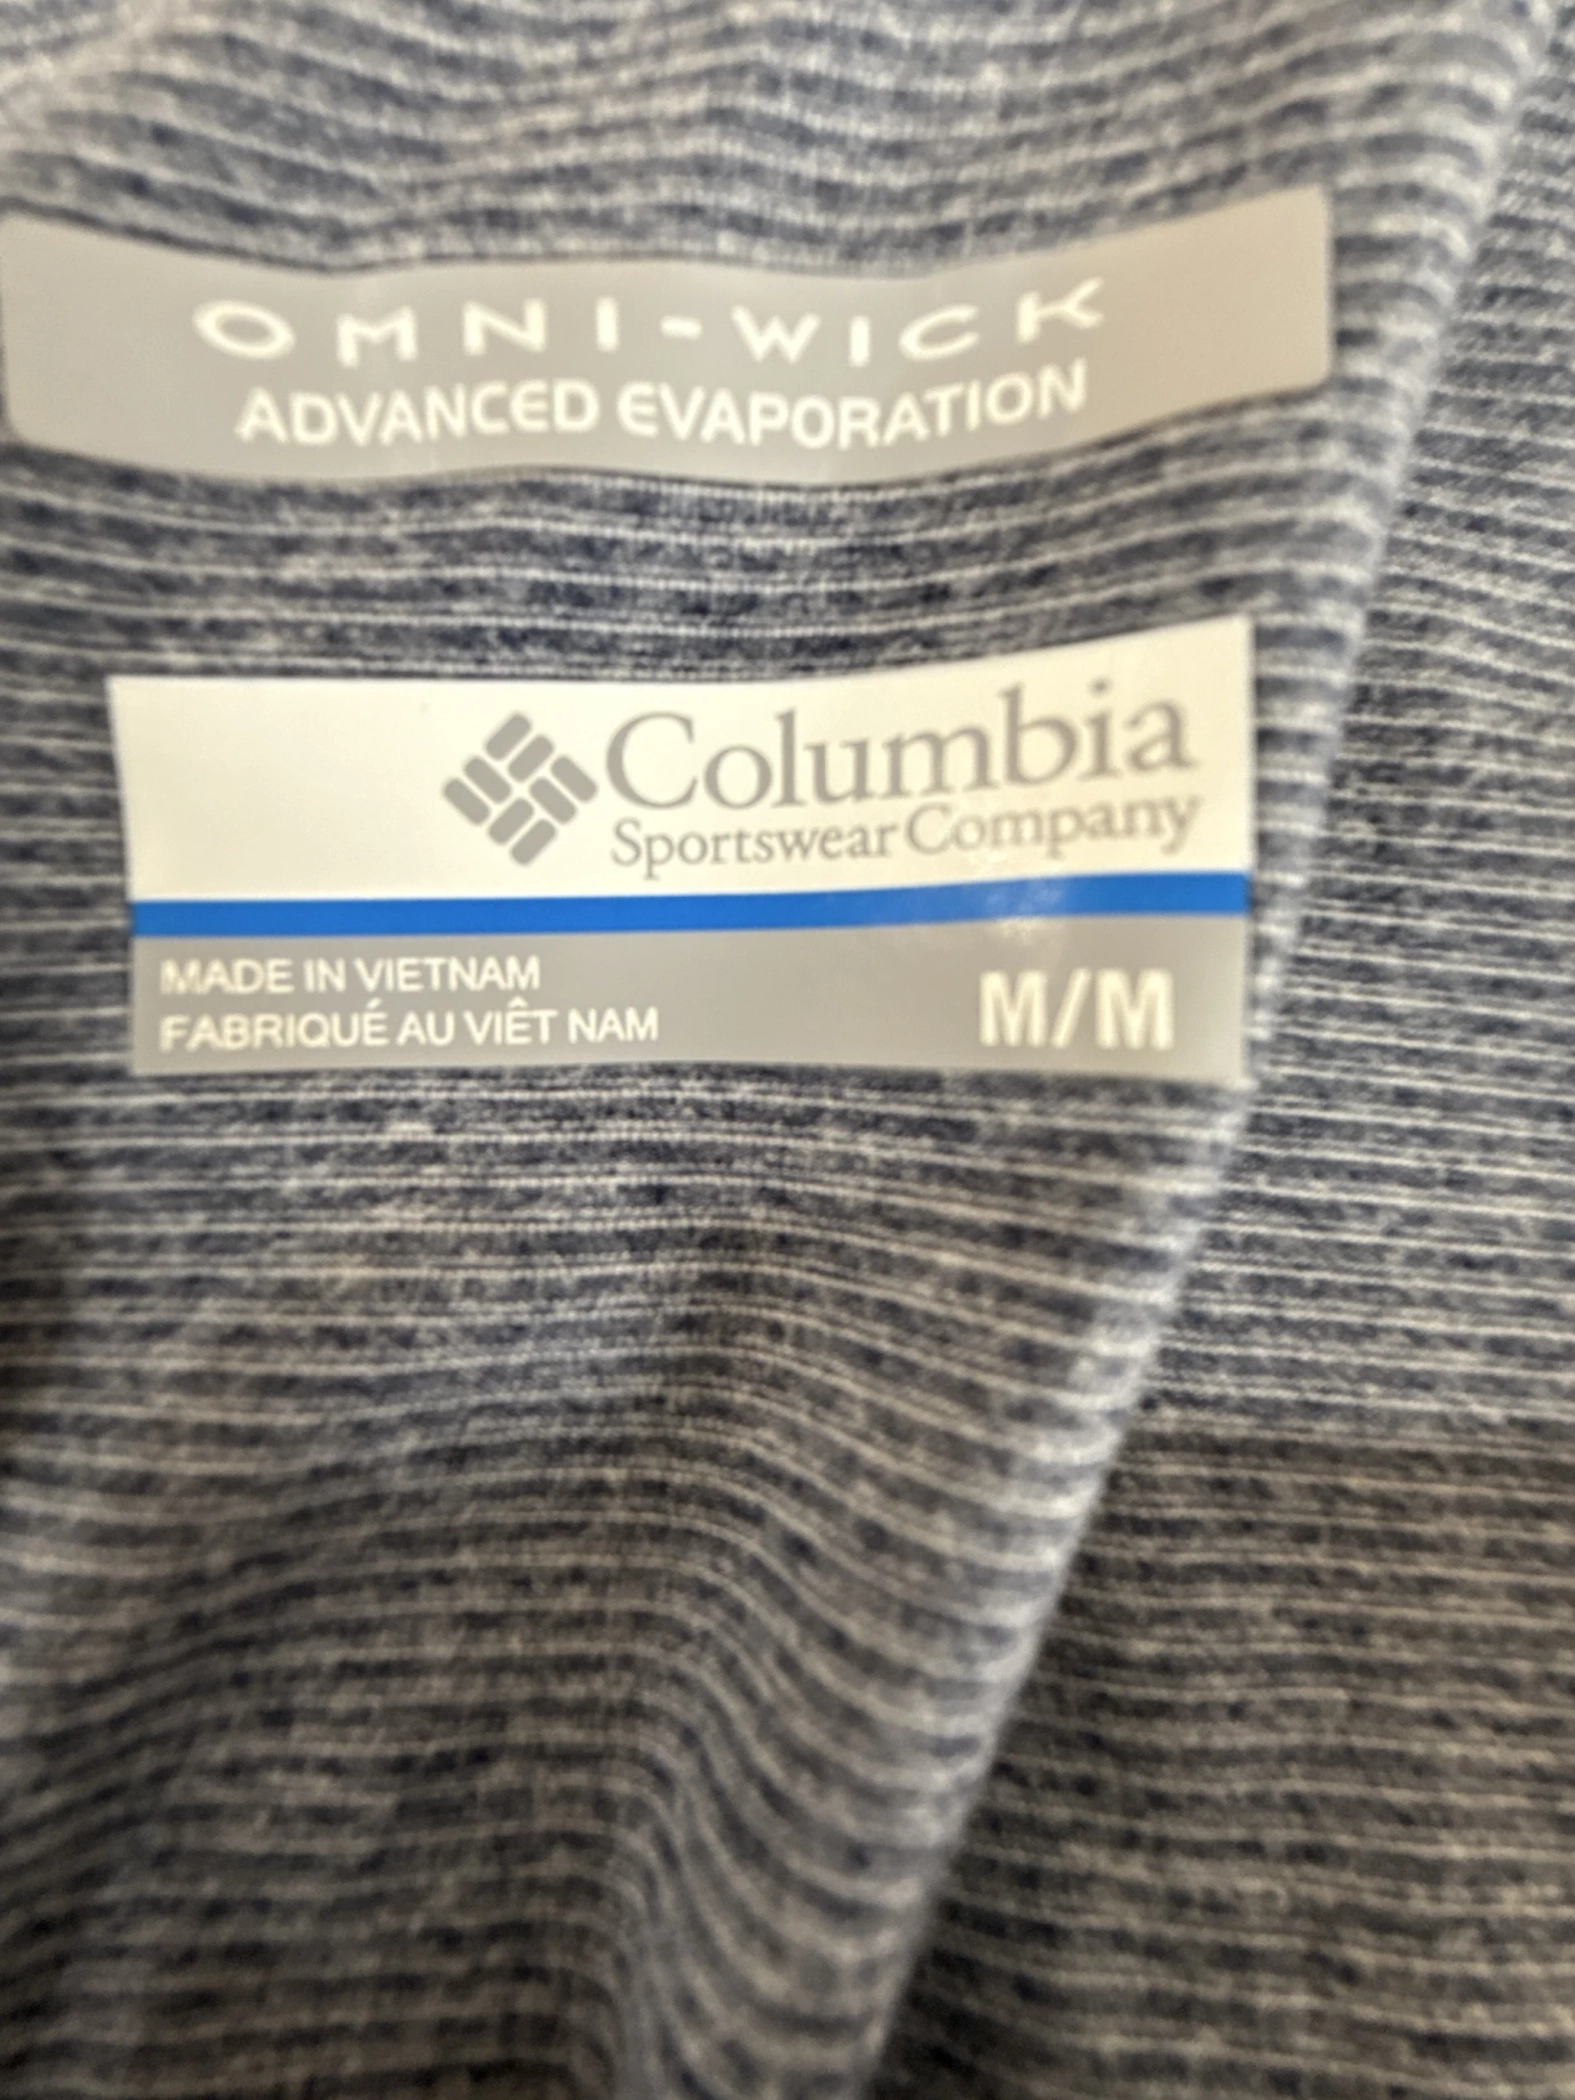 OMNI-WICK
ADVANCED EVAPORATION
Columbia
Sportswear Company
MADE IN VIETNAM
FABRIQUÉ AU VIÊT NAM
M/M